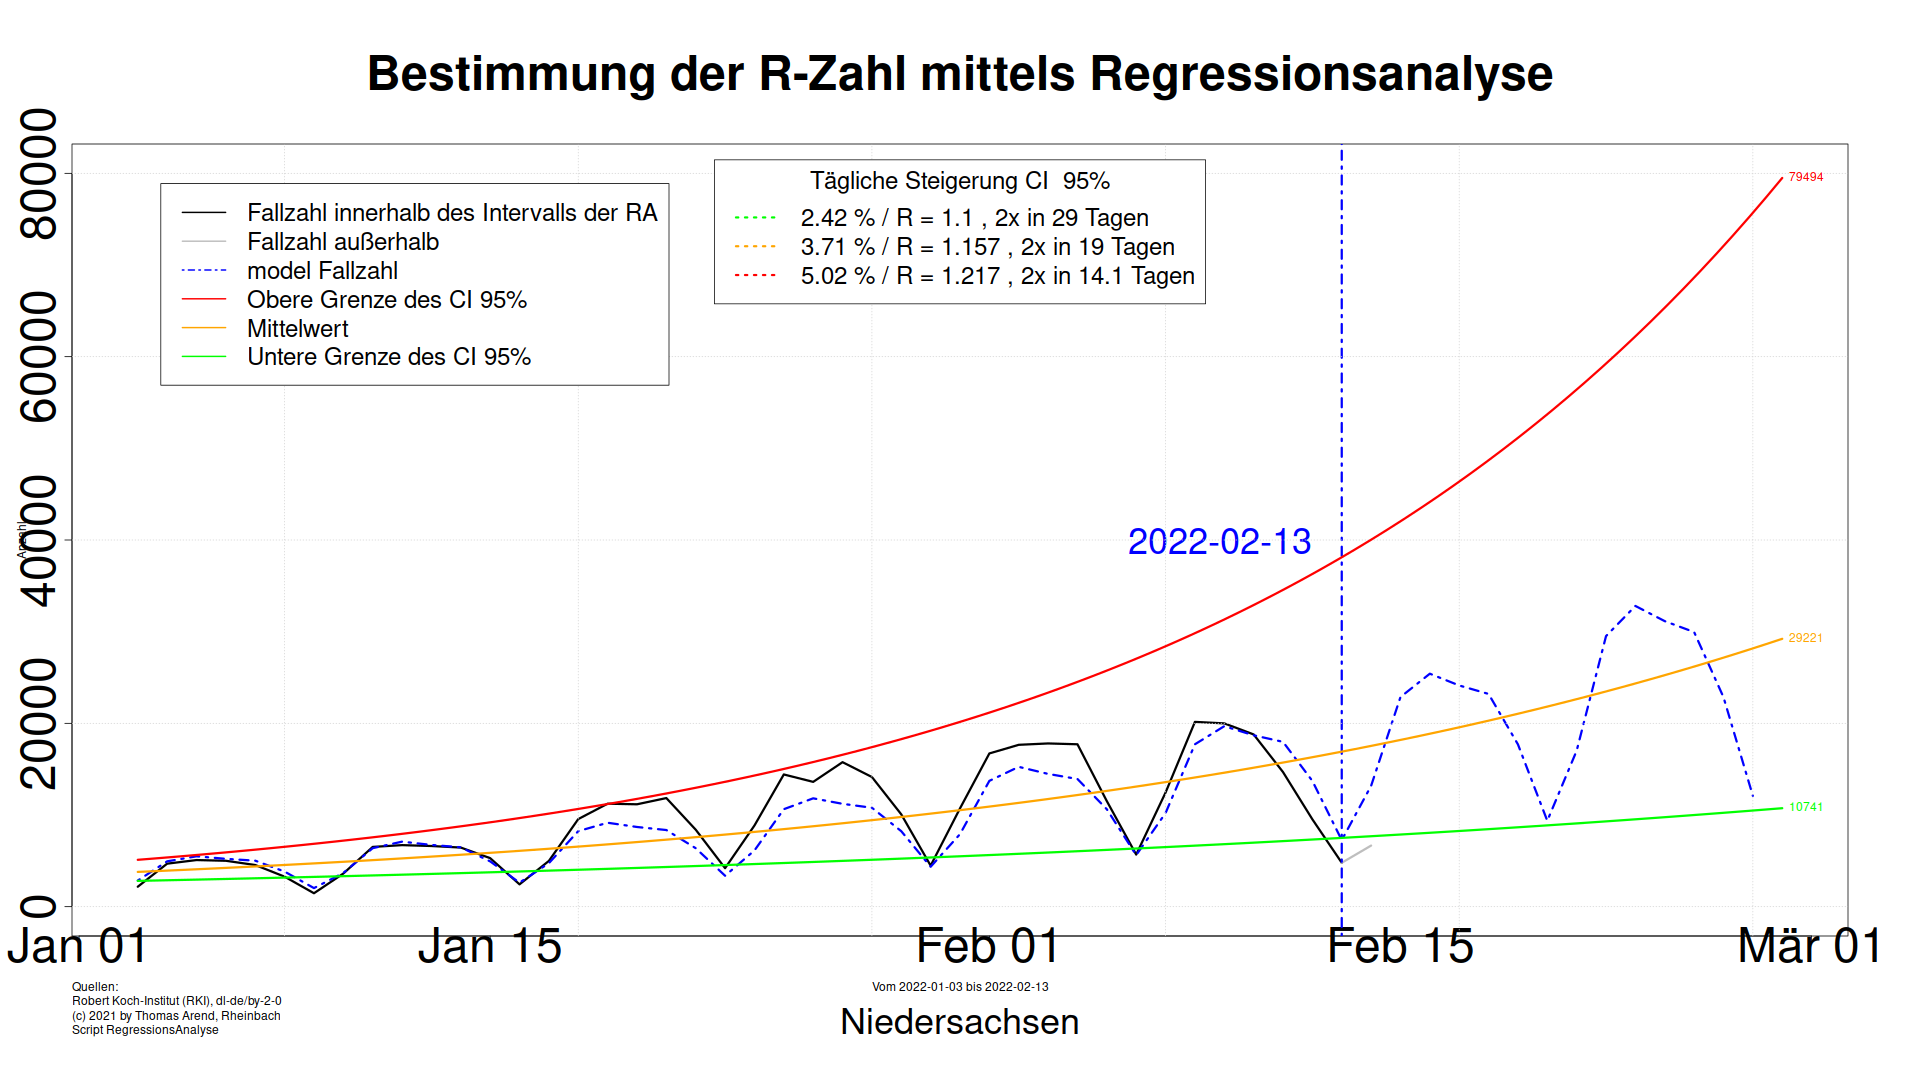 Bestimmung der R-Zahl mittels Regressionsanalyse
Anzahl
80000
60000
40000
20000
0
Fallzahl innerhalb des Intervalls der RA
Fallzahl außerhalb
model Fallzahl
Obere Grenze des CI 95%
Mittelwert
Untere Grenze des CI 95%
Tägliche Steigerung CI  95%
2.42 % / R = 1.1 , 2x in 29 Tagen
3.71 % / R = 1.157 , 2x in 19 Tagen
5.02 % / R = 1.217 , 2x in 14.1 Tagen
79494
2022-02-13
29221
10741
Jan 01
Jan 15
Feb 01
Feb 15
Mär 01
Quellen:
Robert Koch-Institut (RKI), dl-de/by-2-0
(c) 2021 by Thomas Arend, Rheinbach
Script RegressionsAnalyse
Vom 2022-01-03 bis 2022-02-13
Niedersachsen